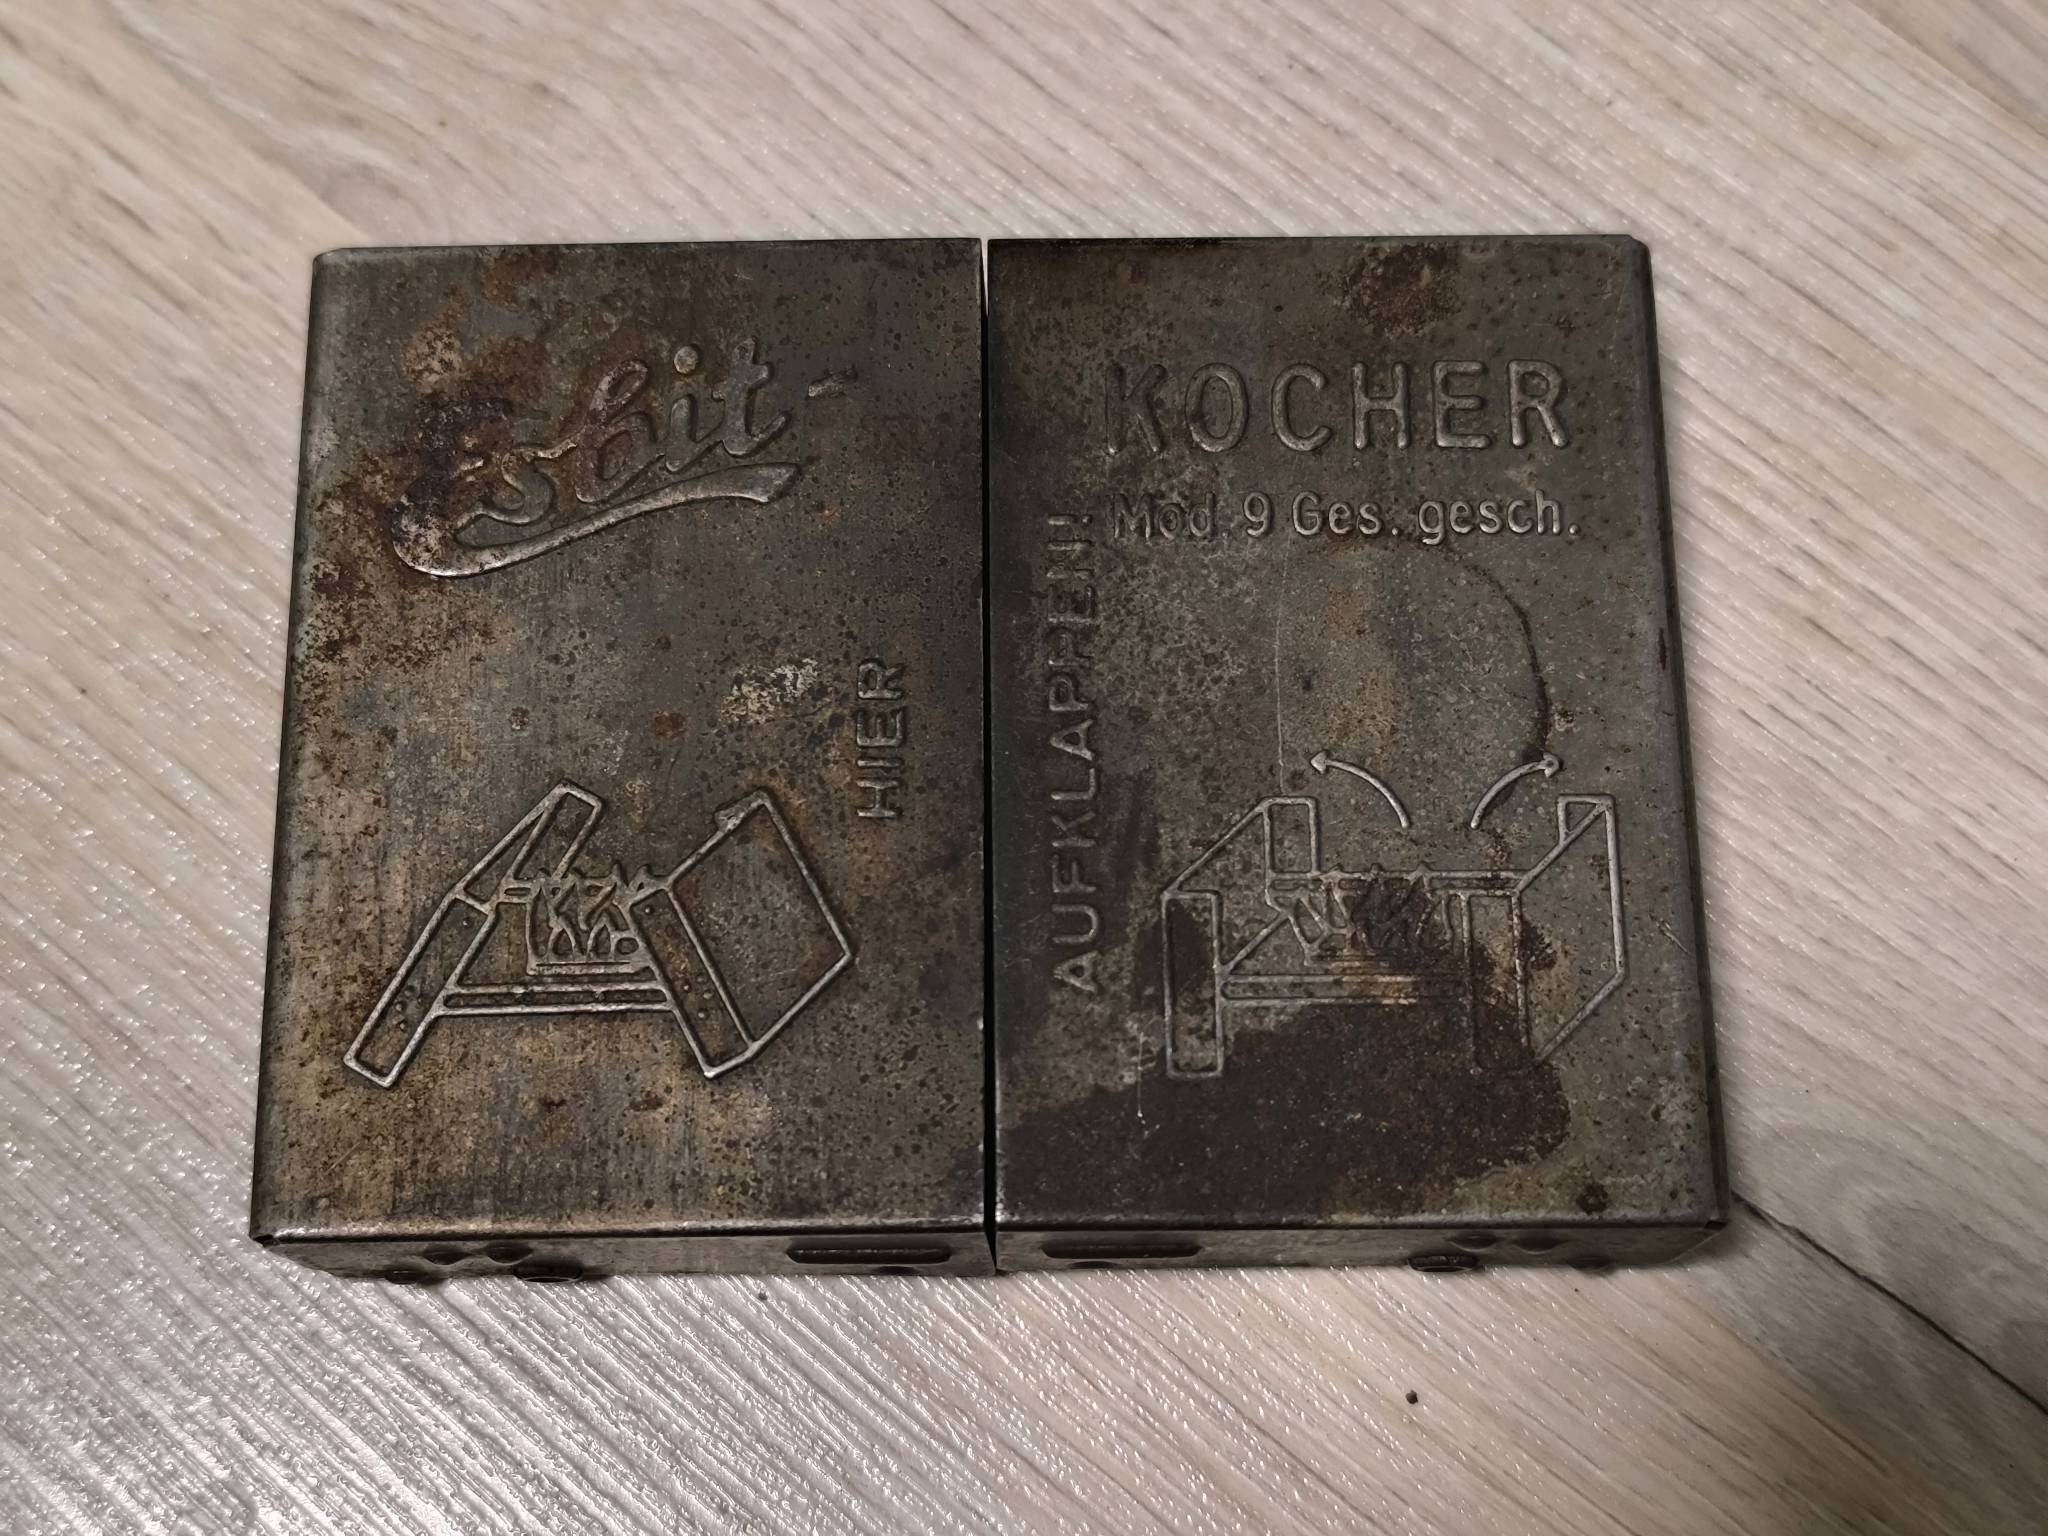 Esbit-
KOCHER
Mod. 9 Ges. gesch.
HIER
AUFKLAPPEN!